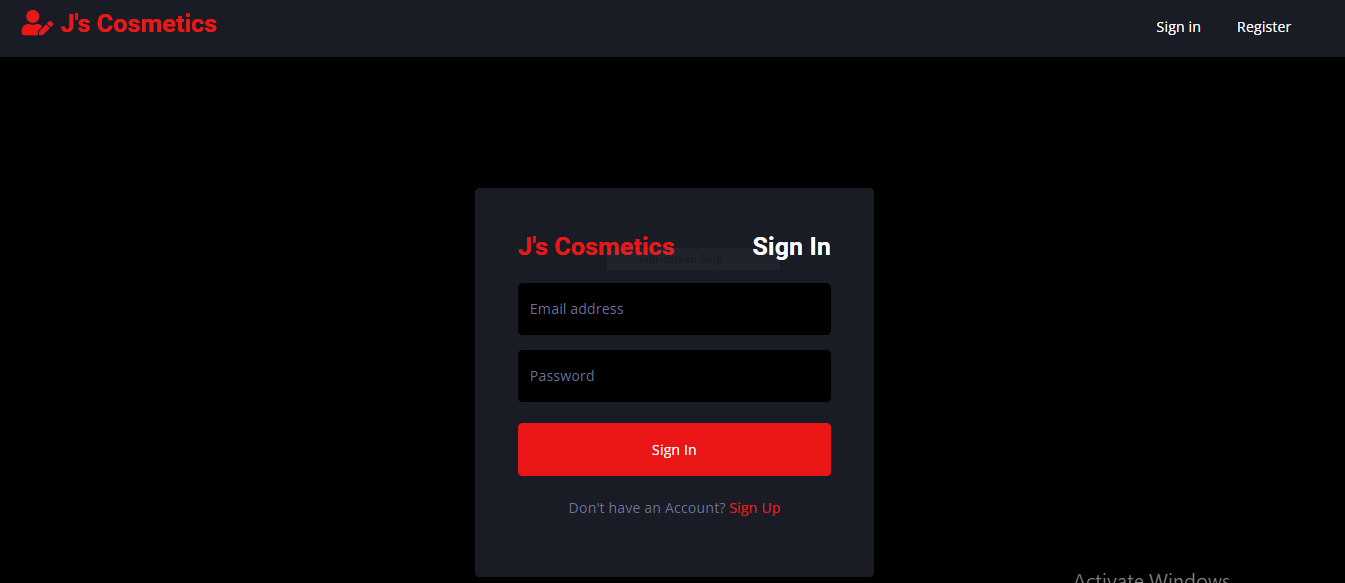 J's Cosmetics
Sign in Register
J's Cosmetics Sign In
Email address
Password
Sign In
Don't have an Account? Sign Up
Activate Windows